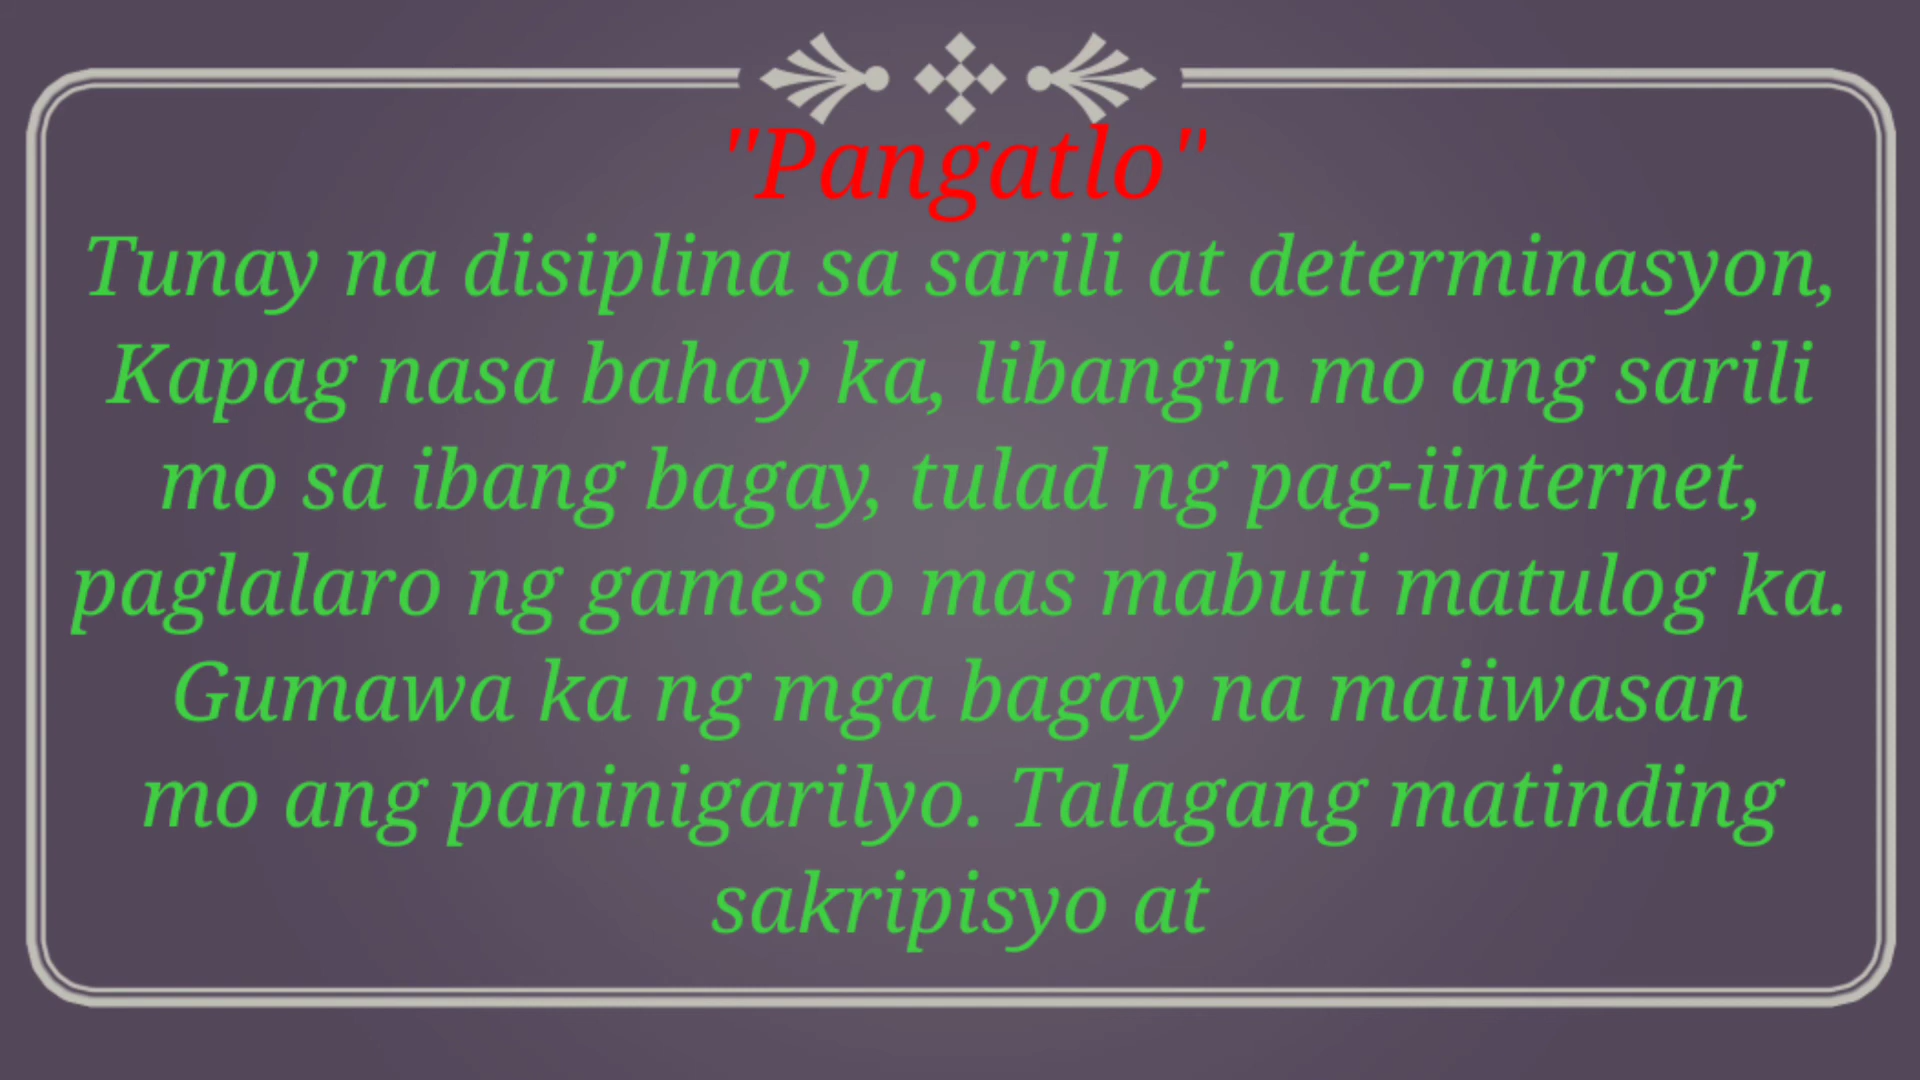 "Pangatlo"
Tunay na disiplina sa sarili at determinasyon,
Kapag nasa bahay ka, libangin mo ang sarili
mo sa ibang bagay, tulad ng pag-iinternet,
paglalaro ng games o mas mabuti matulog ka.
Gumawa ka ng mga bagay na maiiwasan
mo ang paninigarilyo. Talagang matinding
sakripisyo at